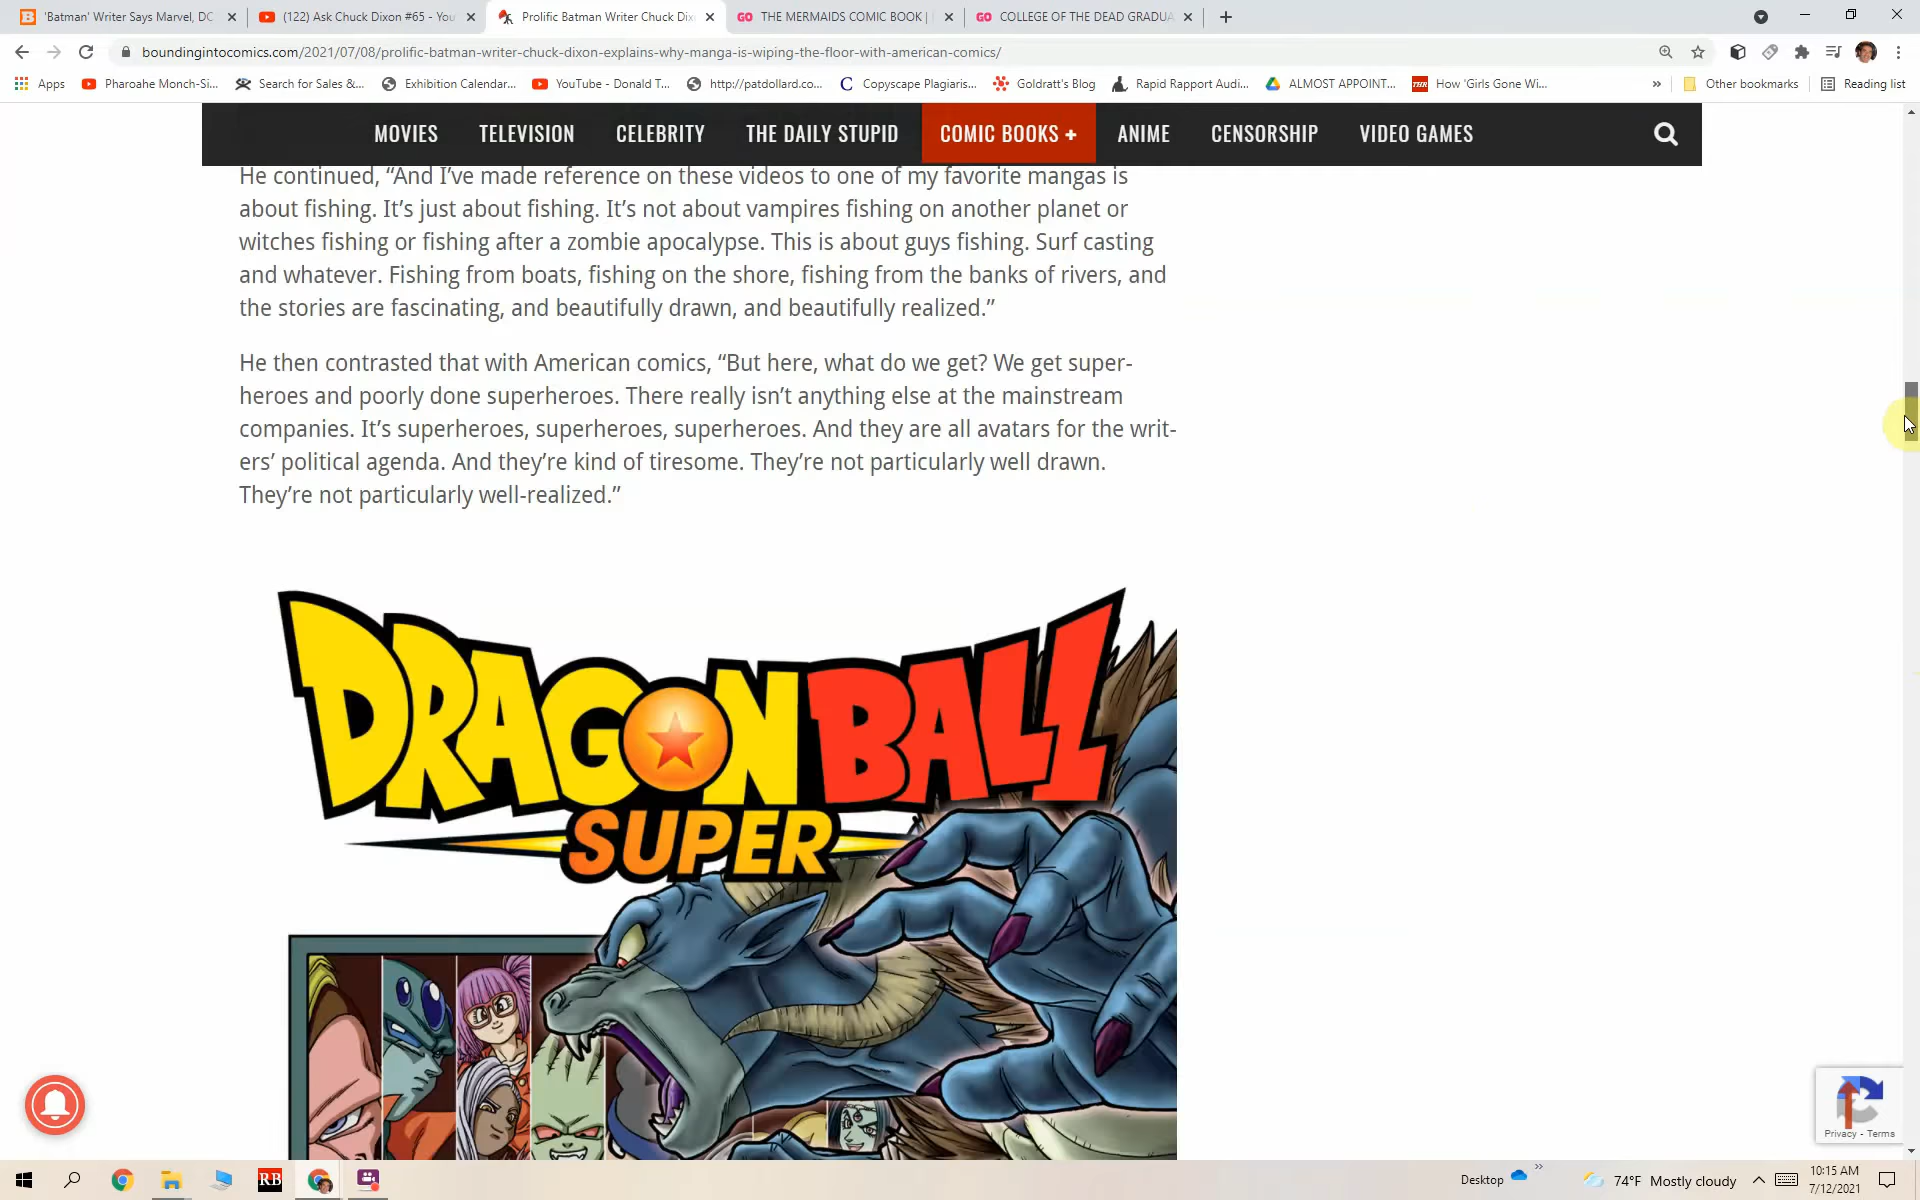 'Batman' Writer Says Marvel, DC
(122) Ask Chuck Dixon #65 - You
Prolific Batman Writer Chuck Dix
GO THE MERMAIDS COMIC BOOK |
GO COLLEGE OF THE DEAD GRADUA
boundingintocomics.com/2021/07/08/prolific-batman-writer-chuck-dixon-explains-why-manga-is-wiping-the-floor-with-american-comics/
Apps
Pharoahe Monch-Si...
Search for Sales &...
Exhibition Calendar...
YouTube - Donald T...
http://patdollard.co...
Copyscape Plagiaris...
Goldratt's Blog
Rapid Rapport Audi...
ALMOST APPOINT...
How 'Girls Gone Wi...
Other bookmarks
Reading list
MOVIES TELEVISION CELEBRITY THE DAILY STUPID COMIC BOOKS + ANIME CENSORSHIP VIDEO GAMES
He continued, “And I’ve made reference on these videos to one of my favorite mangas is
about fishing. It’s just about fishing. It’s not about vampires fishing on another planet or
witches fishing or fishing after a zombie apocalypse. This is about guys fishing. Surf casting
and whatever. Fishing from boats, fishing on the shore, fishing from the banks of rivers, and
the stories are fascinating, and beautifully drawn, and beautifully realized.”
He then contrasted that with American comics, “But here, what do we get? We get super-
heroes and poorly done superheroes. There really isn’t anything else at the mainstream
companies. It’s superheroes, superheroes, superheroes. And they are all avatars for the writ-
ers’ political agenda. And they’re kind of tiresome. They’re not particularly well drawn.
They’re not particularly well-realized.”
DRAGON BALL
SUPER
Privacy - Terms
RB
Desktop
74°F Mostly cloudy
10:15 AM
7/12/2021